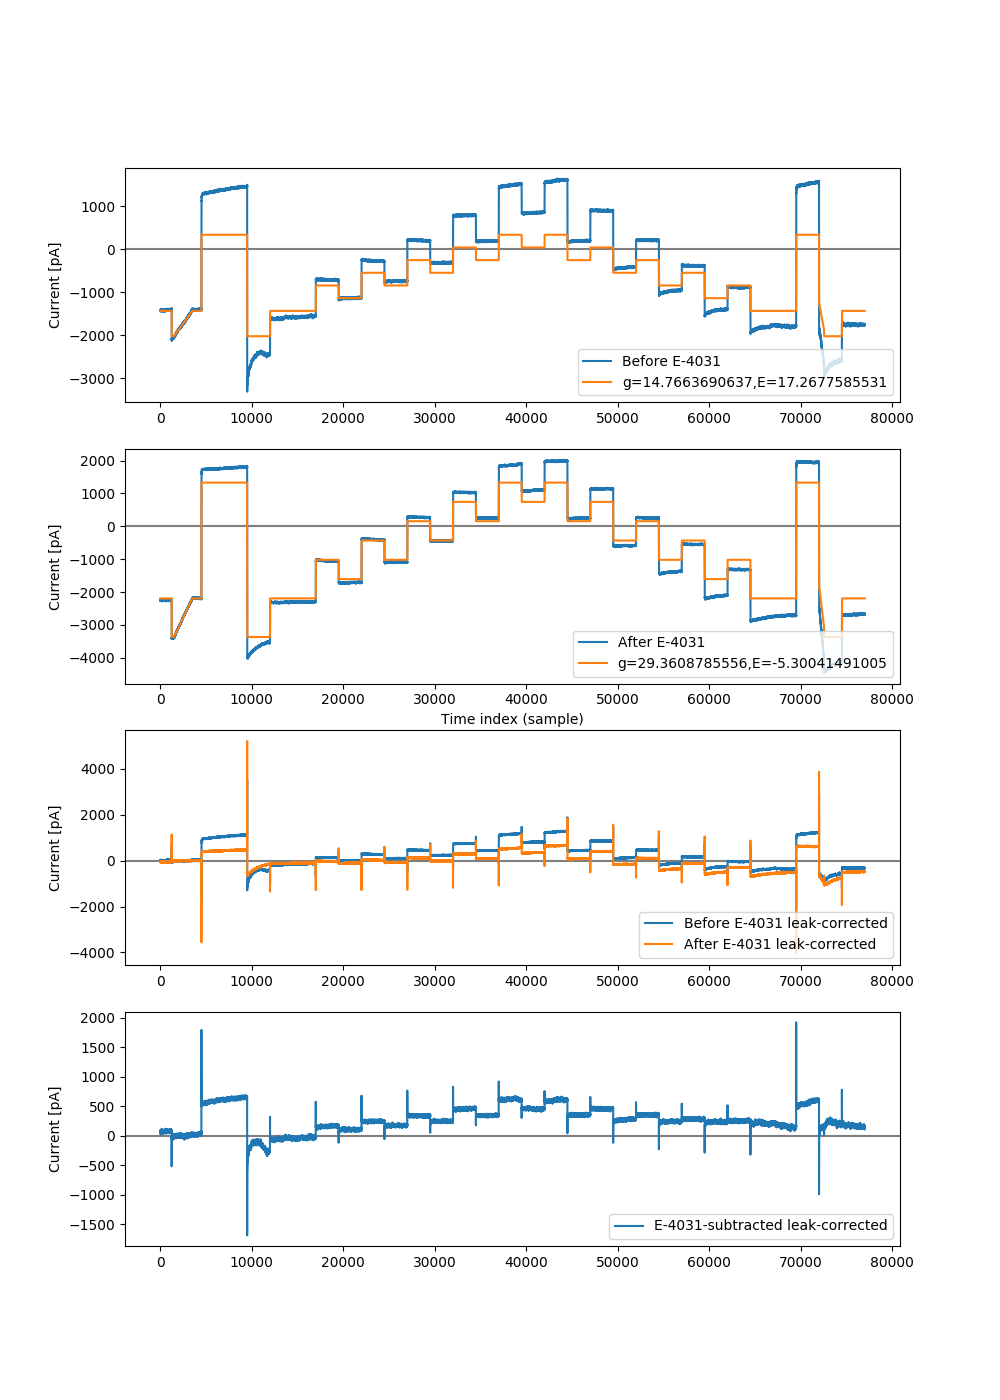 1000
0
−1000
−2000
−3000
Current [pA]
Before E-4031
g=14.7663690637,E=17.2677585531
0 10000 20000 30000 40000 50000 60000 70000 80000
2000
1000
0
−1000
−2000
−3000
−4000
Current [pA]
After E-4031
g=29.3608785556,E=-5.30041491005
0 10000 20000 30000 40000 50000 60000 70000 80000
Time index (sample)
4000
2000
0
−2000
−4000
Current [pA]
Before E-4031 leak-corrected
After E-4031 leak-corrected
0 10000 20000 30000 40000 50000 60000 70000 80000
2000
1500
1000
500
0
−500
−1000
−1500
Current [pA]
E-4031-subtracted leak-corrected
0 10000 20000 30000 40000 50000 60000 70000 80000